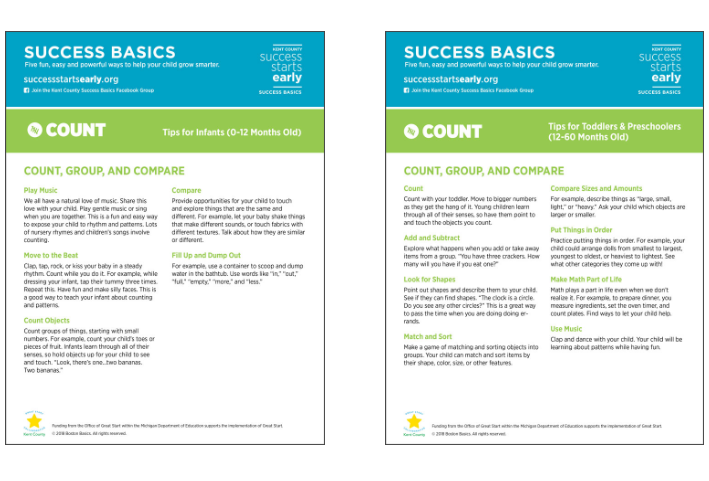 SUCCESS BASICS
Five fun, easy and powerful ways to help your child grow smarter.
successstartsearly.org
Join the Kent County Success Basics Facebook Group
KENT COUNTY
success
starts
early
SUCCESS BASICS
COUNT
Tips for Infants (0-12 Months Old)
COUNT, GROUP, AND COMPARE
Play Music
We all have a natural love of music. Share this
love with your child. Play gentle music or sing
when you are together. This is a fun and easy way
to expose your child to rhythm and patterns. Lots
of nursery rhymes and children's songs involve
counting.
Move to the Beat
Clap, tap, rock, or kiss your baby in a steady
rhythm. Count while you do it. For example, while
dressing your infant, tap their tummy three times.
Repeat this. Have fun and make silly faces. This is
a good way to teach your infant about counting
and patterns.
Count Objects
Count groups of things, starting with small
numbers. For example, count your child's toes or
pieces of fruit. Infants learn through all of their
senses, so hold objects up for your child to see
and touch. "Look, there's one...two bananas.
Two bananas."
Compare
Provide opportunities for your child to touch
and explore things that are the same and
different. For example, let your baby shake things
that make different sounds, or touch fabrics with
different textures. Talk about how they are similar
or different.
Fill Up and Dump Out
For example, use a container to scoop and dump
water in the bathtub. Use words like "in," "out,"
"full," "empty," "more," and "less."
Kent County
Funding from the Office of Great Start within the Michigan Department of Education supports the implementation of Great Start.
© 2018 Boston Basics. All rights reserved.
SUCCESS BASICS
Five fun, easy and powerful ways to help your child grow smarter.
successstartsearly.org
Join the Kent County Success Basics Facebook Group
KENT COUNTY
success
starts
early
SUCCESS BASICS
COUNT
Tips for Toddlers & Preschoolers
(12-60 Months Old)
COUNT, GROUP, AND COMPARE
Count
Count with your toddler. Move to bigger numbers
as they get the hang of it. Young children learn
through all of their senses, so have them point to
and touch the objects you count.
Add and Subtract
Explore what happens when you add or take away
items from a group. "You have three crackers. How
many will you have if you eat one?"
Look for Shapes
Point out shapes and describe them to your child.
See if they can find shapes. "The clock is a circle.
Do you see any other circles?" This is a great way
to pass the time when you are doing doing er-
rands.
Match and Sort
Make a game of matching and sorting objects into
groups. Your child can match and sort items by
their shape, color, size, or other features.
Compare Sizes and Amounts
For example, describe things as "large, small,
light," or "heavy." Ask your child which objects are
larger or smaller.
Put Things in Order
Practice putting things in order. For example, your
child could arrange dolls from smallest to largest,
youngest to oldest, or heaviest to lightest. See
what other categories they come up with!
Make Math Part of Life
Math plays a part in life even when we don't
realize it. For example, to prepare dinner, you
measure ingredients, set the oven timer, and
count plates. Find ways to let your child help.
Use Music
Clap and dance with your child. Your child will be
learning about patterns while having fun.
Kent County
Funding from the Office of Great Start within the Michigan Department of Education supports the implementation of Great Start.
© 2018 Boston Basics. All rights reserved.